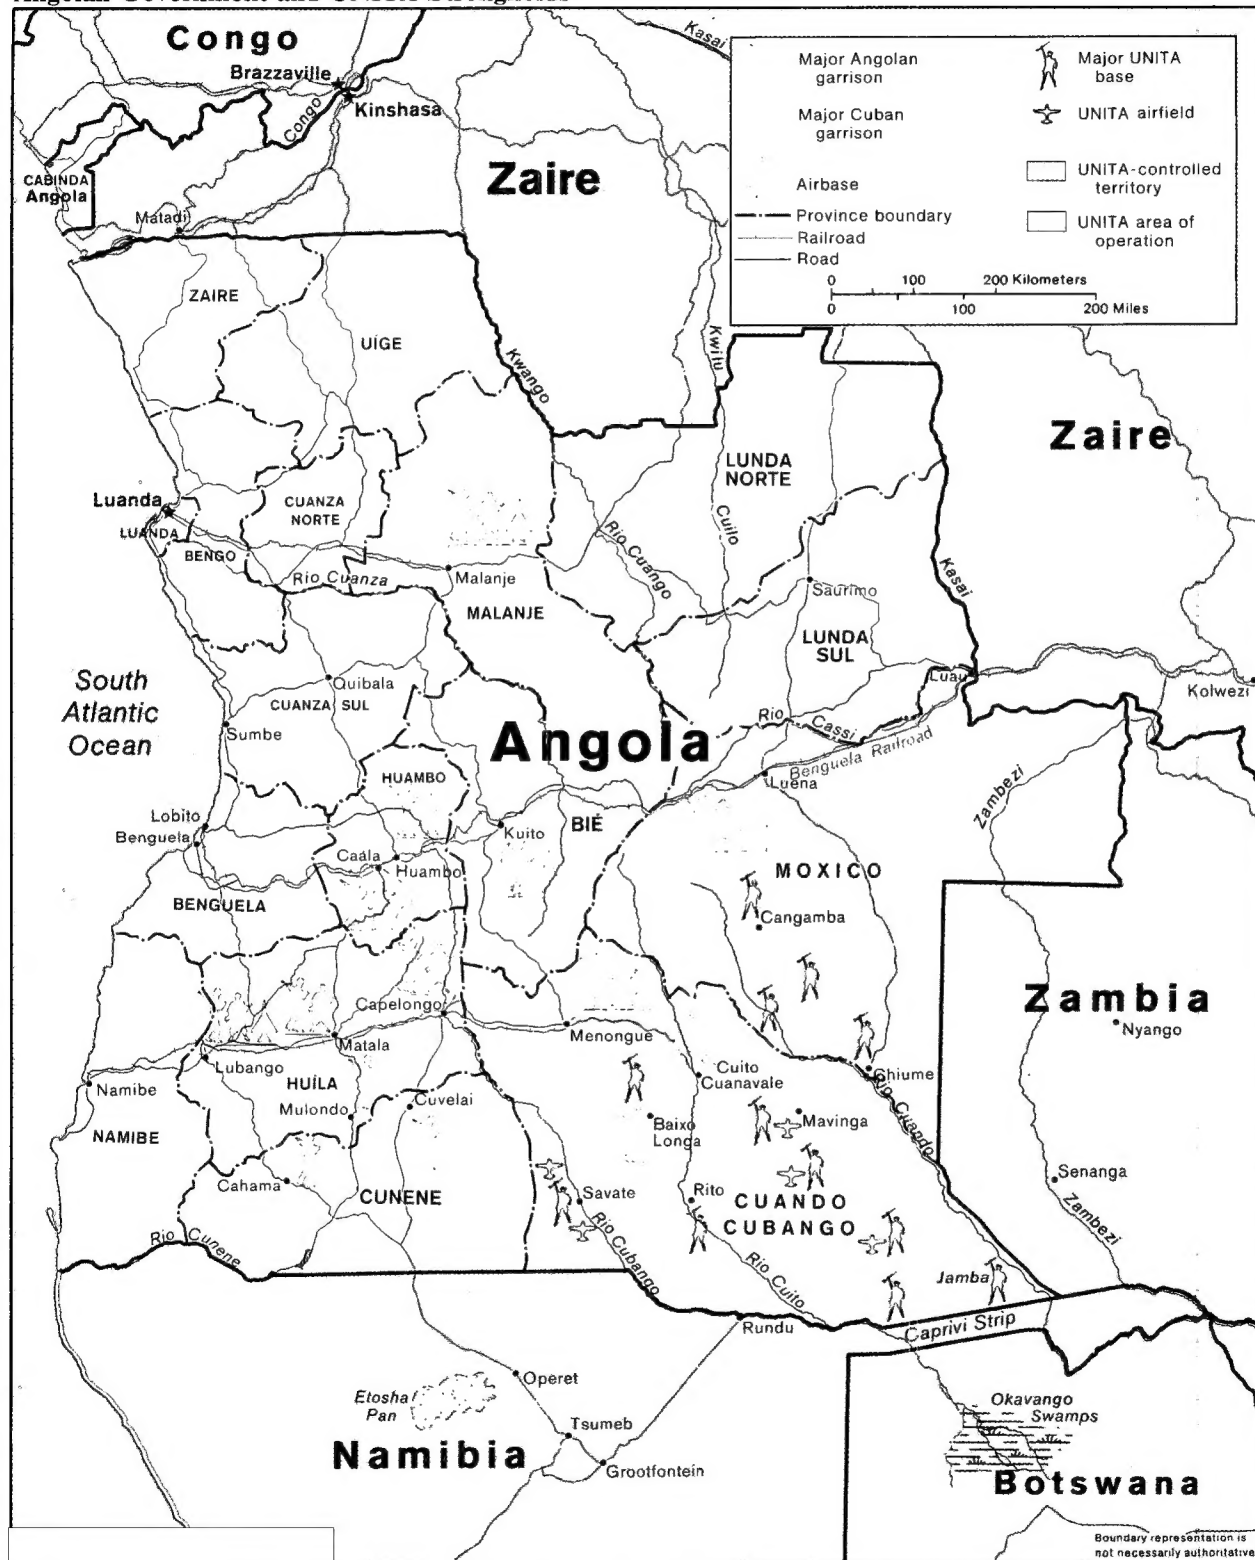 Congo
Brazzaville
Kinshasa
Congo
Kasai
CABINDA
Angola
Matadi
Zaire
Major Angolan
garrison
Major Cuban
garrison
Airbase
Province boundary
Railroad
Road
Major UNITA
base
UNITA airfield
UNITA-controlled
territory
UNITA area of
operation
0 100 200 Kilometers
0 100 200 Miles
ZAIRE
UÍGE
Kwango
Kwilu
Zaire
LUNDA
NORTE
Luanda
LUANDA
CUANZA
NORTE
BENGO
Rio Cuanza
Malanje
MALANJE
Rio Cuango
Cuilo
Kasai
Saurimo
LUNDA
SUL
Luau
Kolwezi
South
Atlantic
Ocean
Quibala
CUANZA SUL
Sumbe
Angola
Rio Cassi
Benguela Railroad
Luena
Zambezi
HUAMBO
Lobito
Benguela
Caála
Huambo
Kuito
BIÉ
BENGUELA
MOXICO
Cangamba
Zambia
Nyango
Capelongo
Matala
Menongue
Lubango
Namibe
HUÍLA
Mulondo
Cuvelai
Cuito
Cuanavale
Chiume
Rio Cuando
Baixo
Longa
Mavinga
NAMIBE
Cahama
CUNENE
Savate
Rito
CUANDO
CUBANGO
Senanga
Zambezi
Rio Cunene
Rio Cubango
Rio Cuito
Jamba
Rundu
Caprivi Strip
Operet
Etosha
Pan
Tsumeb
Grootfontein
Namibia
Okavango
Swamps
Botswana
Boundary representation is
not necessarily authoritative